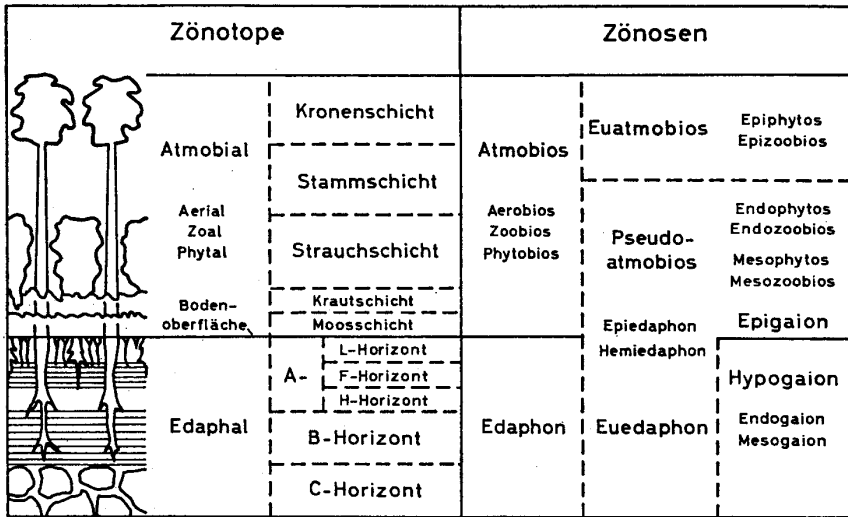 Zönotope
Zönosen
Atmobial
Aerial
Zoal
Phytal
Boden-
oberfläche
Kronenschicht
Stammschicht
Strauchschicht
Krautschicht
Moosschicht
Edaphal
A-
L-Horizont
F-Horizont
H-Horizont
B-Horizont
C-Horizont
Atmobios
Aerobios
Zoobios
Phytobios
Edaphon
Euatmobios
Pseudo-
atmobios
Epiedaphon
Hemiedaphon
Euedaphon
Epiphytos
Epizoobios
Endophytos
Endozoobios
Mesophytos
Mesozoobios
Epigaion
Hypogaion
Endogaion
Mesogaion